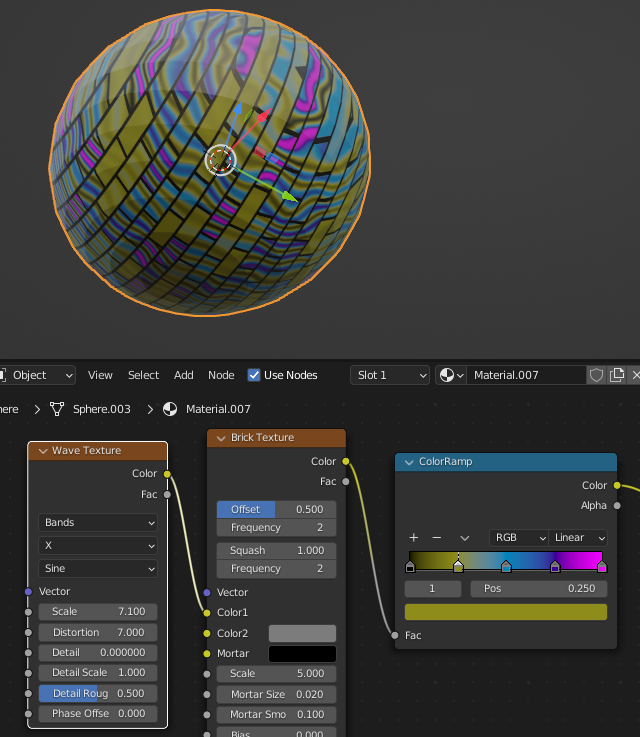 Object View Select Add Node Use Nodes Slot 1 Material.007
here > Sphere.003 > Material.007
Wave Texture
Color
Fac
Bands
X
Sine
Vector
Scale 7.100
Distortion 7.000
Detail 0.000000
Detail Scale 1.000
Detail Roug 0.500
Phase Offse 0.000
Brick Texture
Color
Fac
Offset 0.500
Frequency 2
Squash 1.000
Frequency 2
Vector
Color1
Color2
Mortar
Scale 5.000
Mortar Size 0.020
Mortar Smo 0.100
Bias 0.000
ColorRamp
Color
Alpha
+ − RGB Linear
1 Pos 0.250
Fac